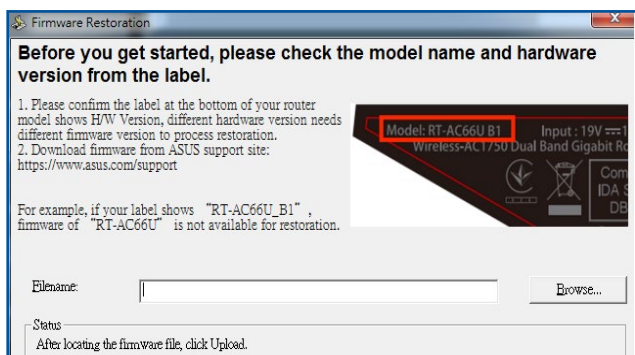 Firmware Restoration
Before you get started, please check the model name and hardware
version from the label.
1. Please confirm the label at the bottom of your router
model shows H/W Version, different hardware version needs
different firmware version to process restoration.
2. Download firmware from ASUS support site:
https://www.asus.com/support
For example, if your label shows “RT-AC66U_B1”,
firmware of “RT-AC66U” is not available for restoration.
Model: RT-AC66U B1 Input : 19V
Wireless-AC1750 Dual Band Gigabit
Com
IDA S
DB
Filename:
Browse...
Status
After locating the firmware file, click Upload.